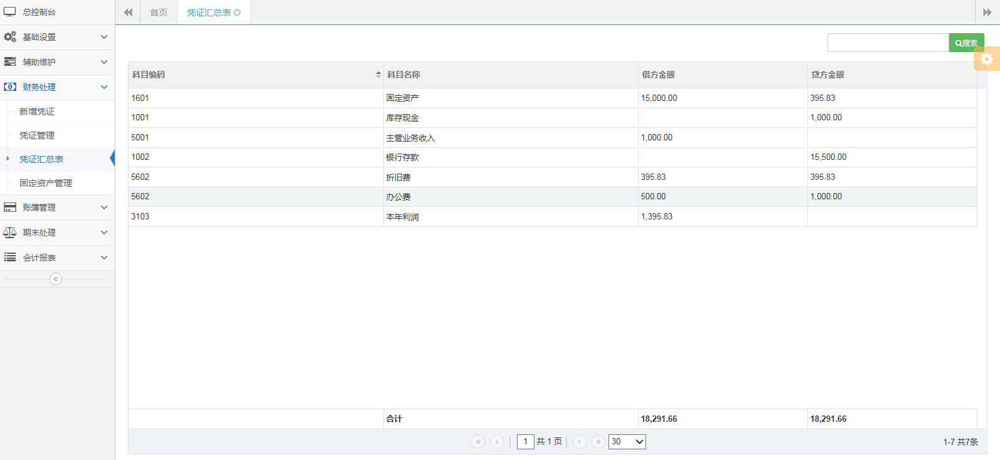 总控制台
基础设置
辅助维护
财务处理
新增凭证
凭证管理
凭证汇总表
固定资产管理
账簿管理
期末处理
会计报表
首页 凭证汇总表
搜索
科目编码 科目名称 借方金额 贷方金额
1601 固定资产 15,000.00 395.83
1001 库存现金 1,000.00
5001 主营业务收入 1,000.00
1002 银行存款 15,500.00
5602 折旧费 395.83 395.83
5602 办公费 500.00 1,000.00
3103 本年利润 1,395.83
合计 18,291.66 18,291.66
1 共 1 页 30 1-7 共7条